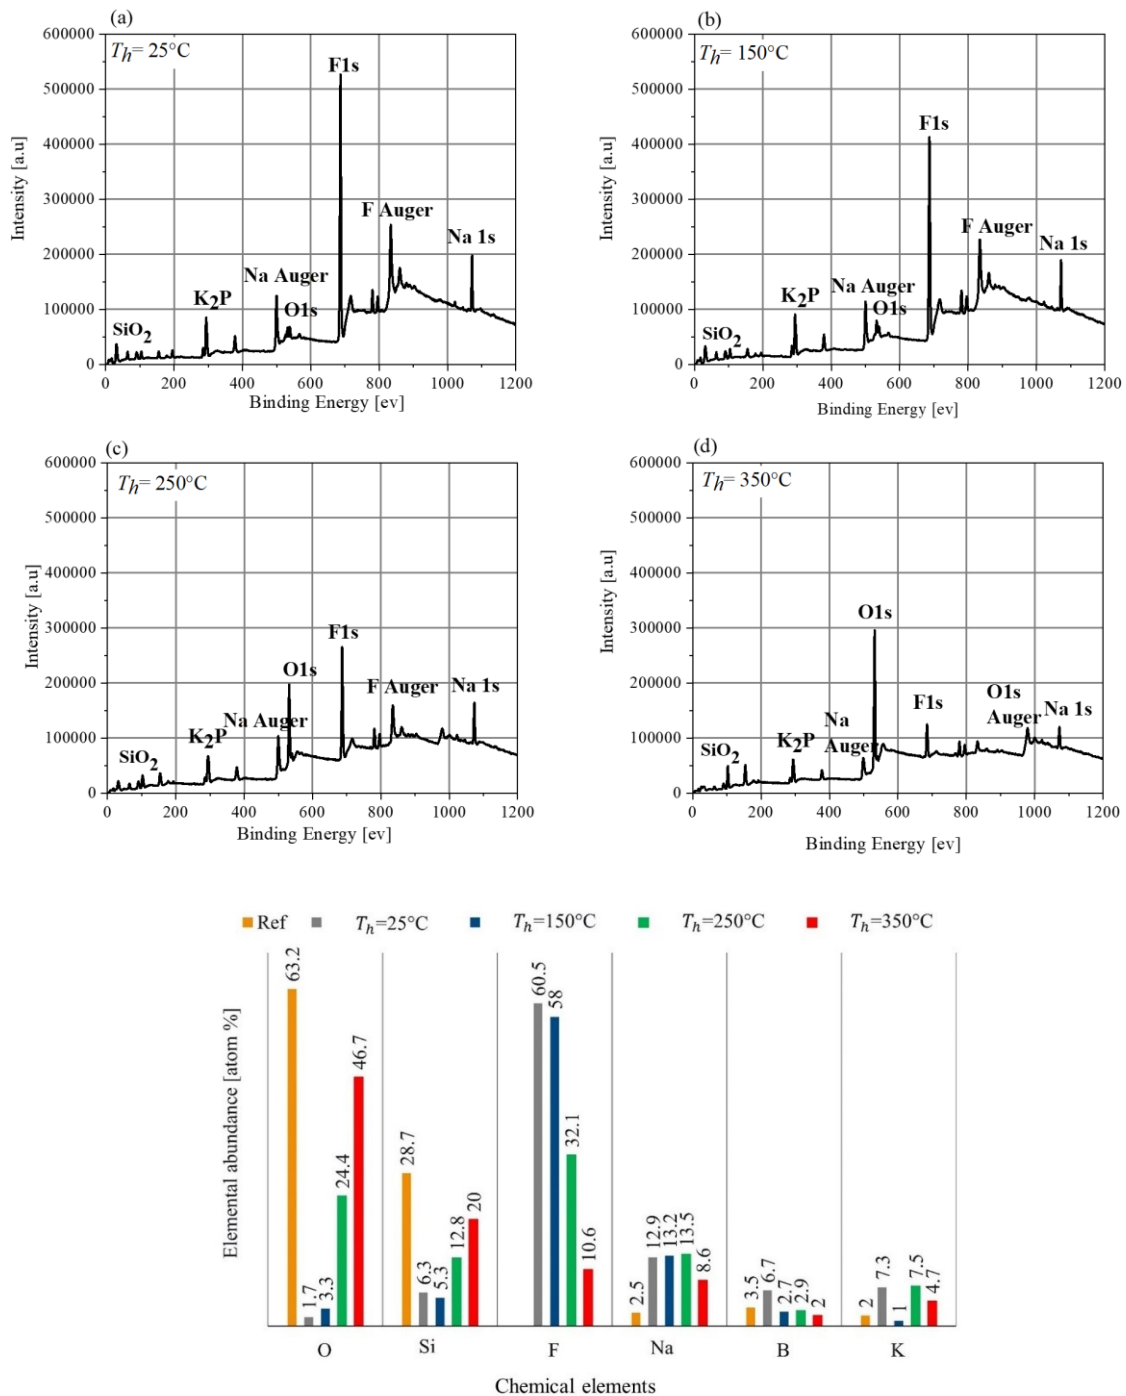 (a)
Th= 25°C
600000
500000
400000
300000
200000
100000
0
Intensity [a.u]
F1s
F Auger
Na 1s
Na Auger
O1s
K2P
SiO2
0 200 400 600 800 1000 1200
Binding Energy [ev]
(b)
Th= 150°C
600000
500000
400000
300000
200000
100000
0
Intensity [a.u]
F1s
F Auger
Na 1s
Na Auger
O1s
K2P
SiO2
0 200 400 600 800 1000 1200
Binding Energy [ev]
(c)
Th= 250°C
600000
500000
400000
300000
200000
100000
0
Intensity [a.u]
F1s
O1s
F Auger
Na 1s
Na Auger
K2P
SiO2
0 200 400 600 800 1000 1200
Binding Energy [ev]
(d)
Th= 350°C
600000
500000
400000
300000
200000
100000
0
Intensity [a.u]
O1s
F1s
O1s
Auger
Na 1s
Na
Auger
K2P
SiO2
0 200 400 600 800 1000 1200
Binding Energy [ev]
Ref Th=25°C Th=150°C Th=250°C Th=350°C
Elemental abundance [atom %]
63.2 1.7 3.3 24.4 46.7
28.7 6.3 5.3 12.8 20
60.5 58 32.1 10.6
2.5 12.9 13.2 13.5 8.6
3.5 6.7 2.7 2.9 2
2 7.3 1 7.5 4.7
O Si F Na B K
Chemical elements